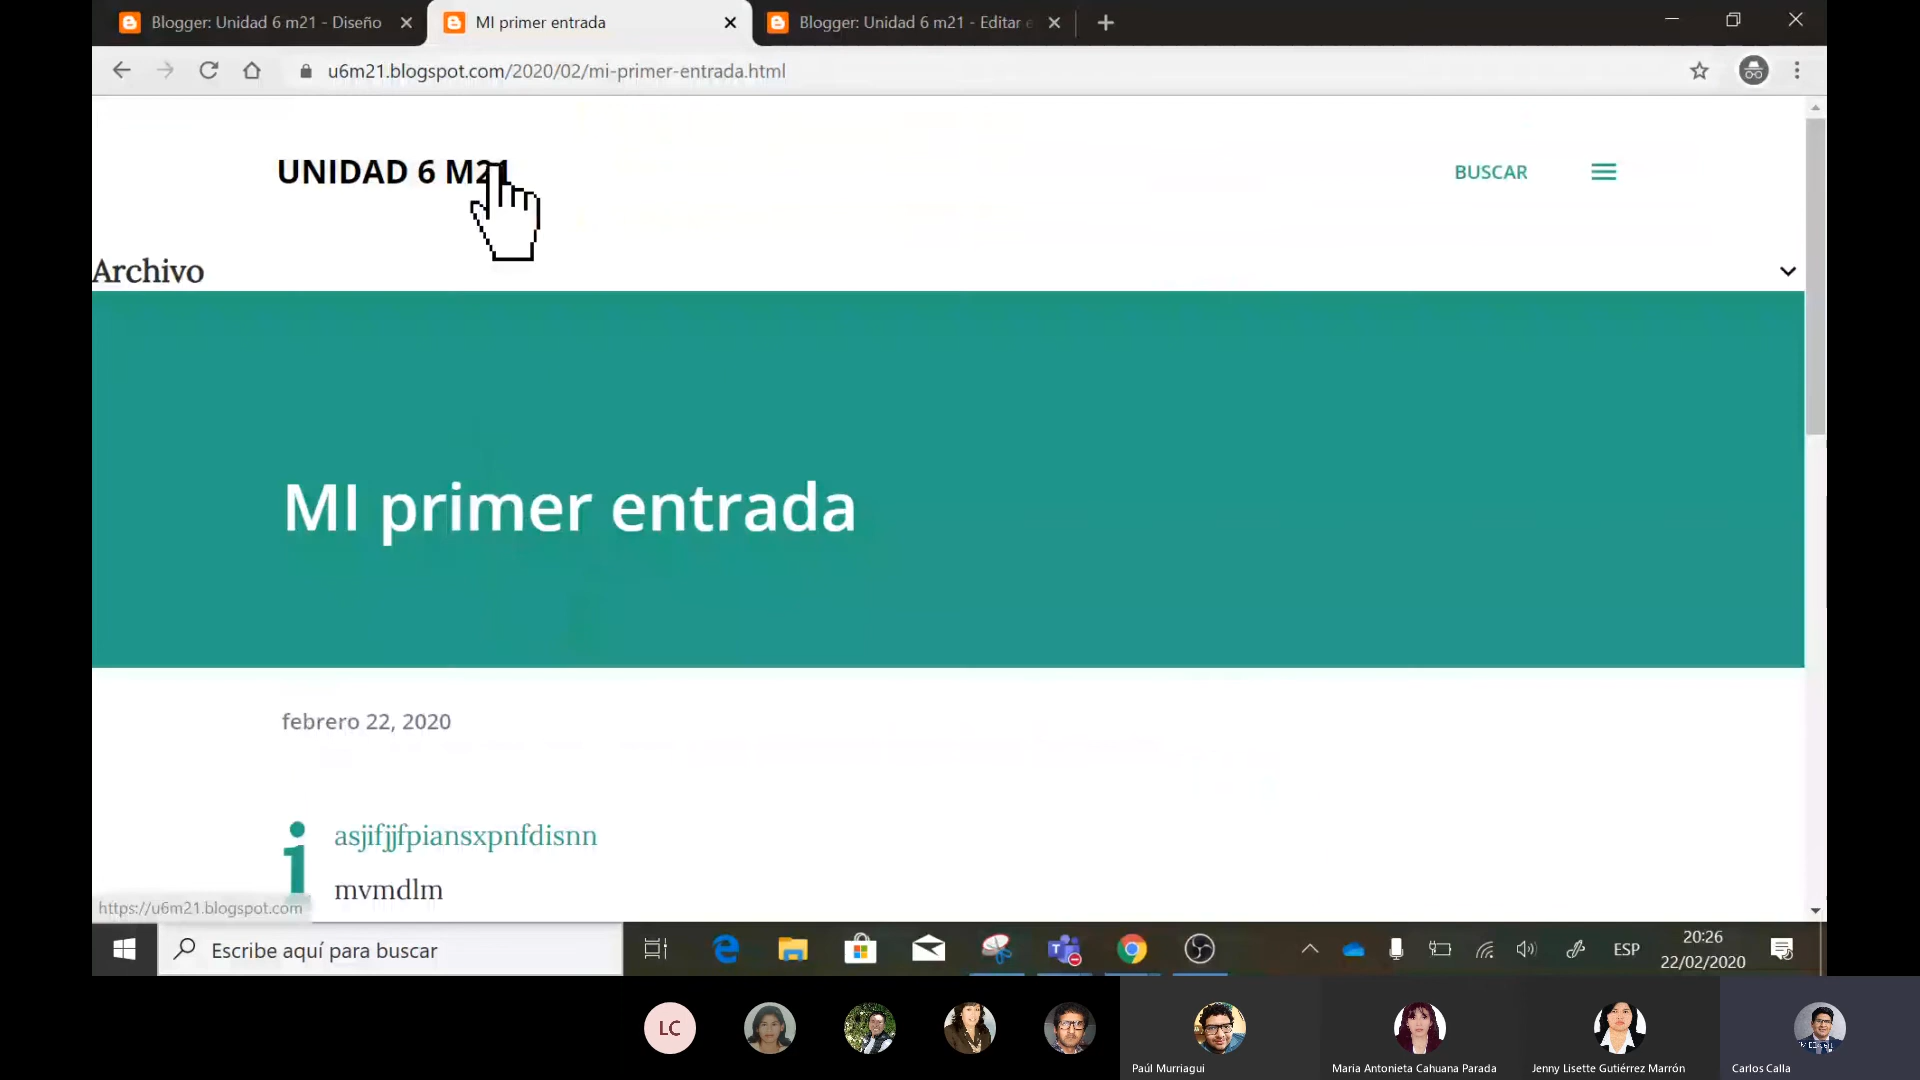 Blogger: Unidad 6 m21 - Diseño
MI primer entrada
Blogger: Unidad 6 m21 - Editar e
u6m21.blogspot.com/2020/02/mi-primer-entrada.html
UNIDAD 6 M21
BUSCAR
Archivo
MI primer entrada
febrero 22, 2020
i
asjifjjfpiansxpnfdisnn
mvmdlm
https://u6m21.blogspot.com
Escribe aquí para buscar
ESP
20:26
22/02/2020
LC
Paúl Murriagui
Maria Antonieta Cahuana Parada
Jenny Lisette Gutiérrez Marrón
Carlos Calla